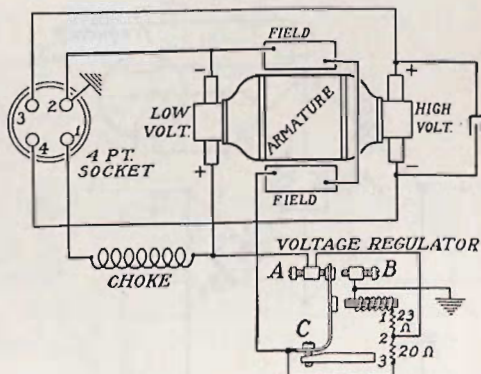 FIELD
LOW
VOLT.
ARMATURE
HIGH
VOLT.
− +
+ −
3 2
4 1
4 PT.
SOCKET
FIELD
CHOKE
VOLTAGE REGULATOR
A B
C
1 23
Ω
2
20 Ω
3